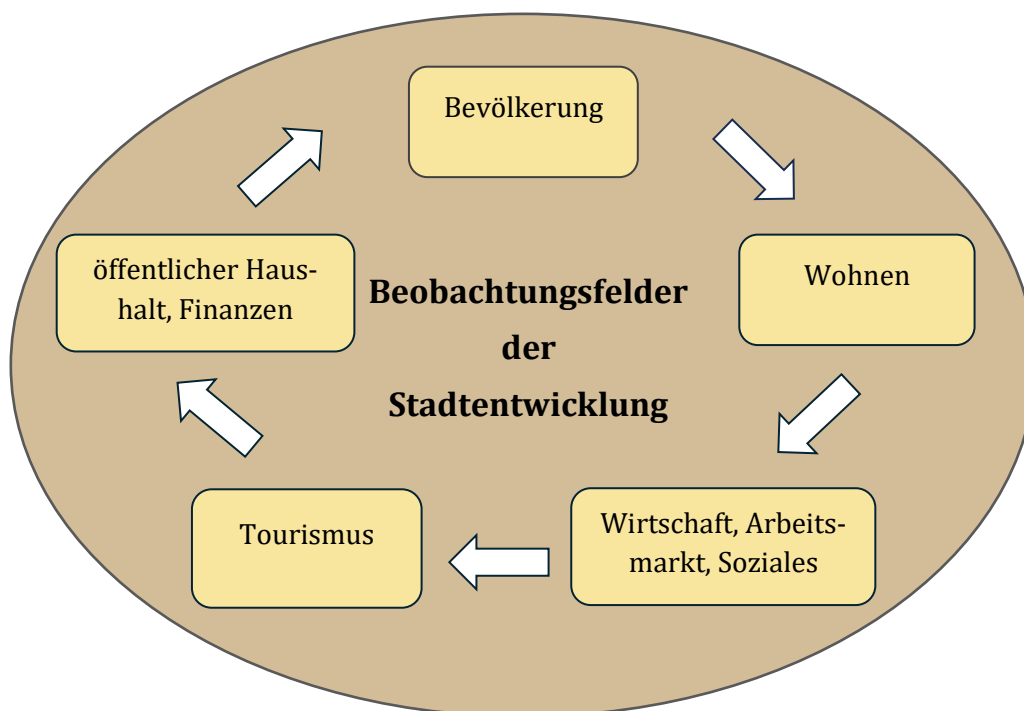 Bevölkerung
öffentlicher Haus-
halt, Finanzen
Beobachtungsfelder
der
Stadtentwicklung
Wohnen
Tourismus
Wirtschaft, Arbeits-
markt, Soziales